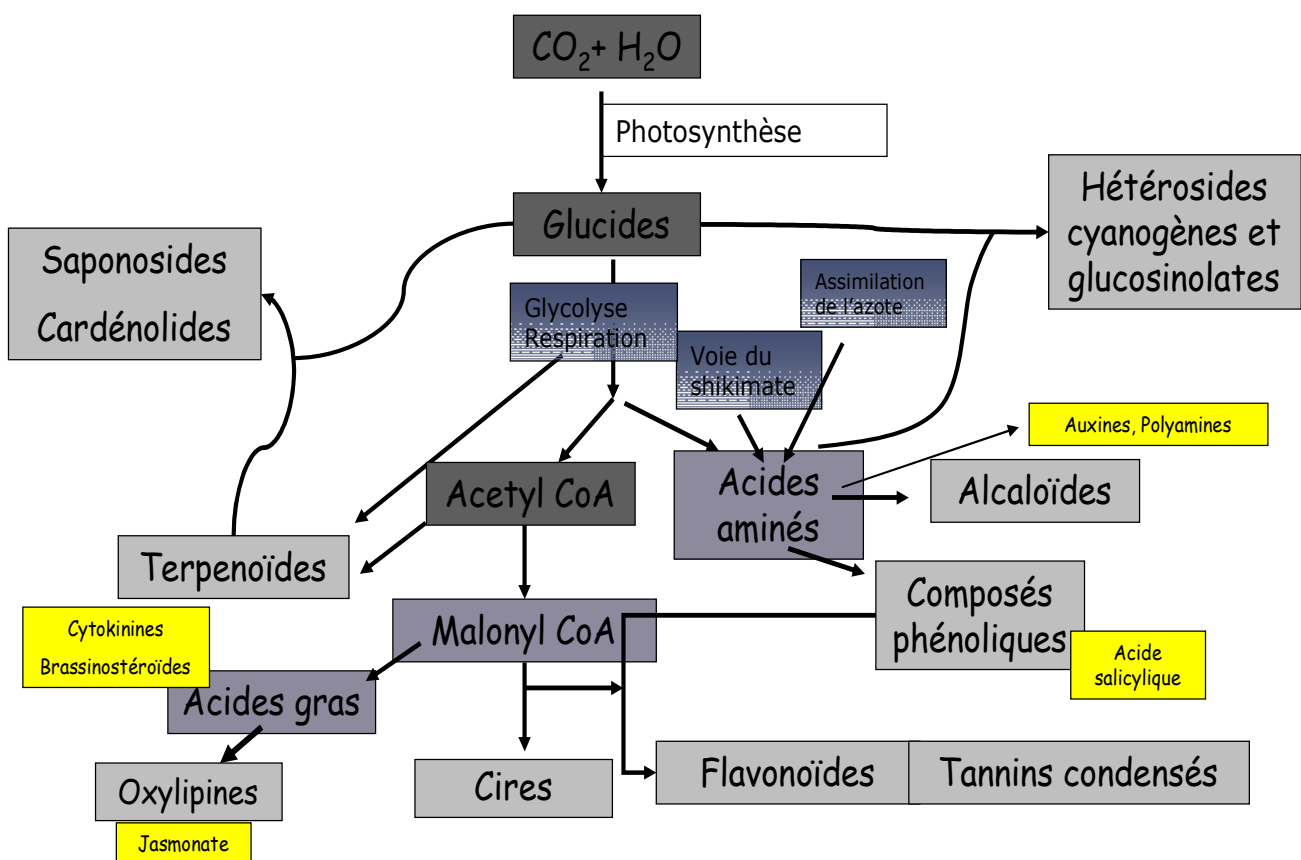 CO₂+ H₂O
Photosynthèse
Glucides
Hétérosides
cyanogènes et
glucosinolates
Saponosides
Cardénolides
Glycolyse
Respiration
Assimilation
de l'azote
Voie du
shikimate
Auxines, Polyamines
Acetyl CoA
Acides
aminés
Alcaloïdes
Terpenoïdes
Composés
phénoliques
Cytokinines
Brassinostéroïdes
Malonyl CoA
Acide
salicylique
Acides gras
Oxylipines
Cires
Flavonoïdes
Tannins condensés
Jasmonate